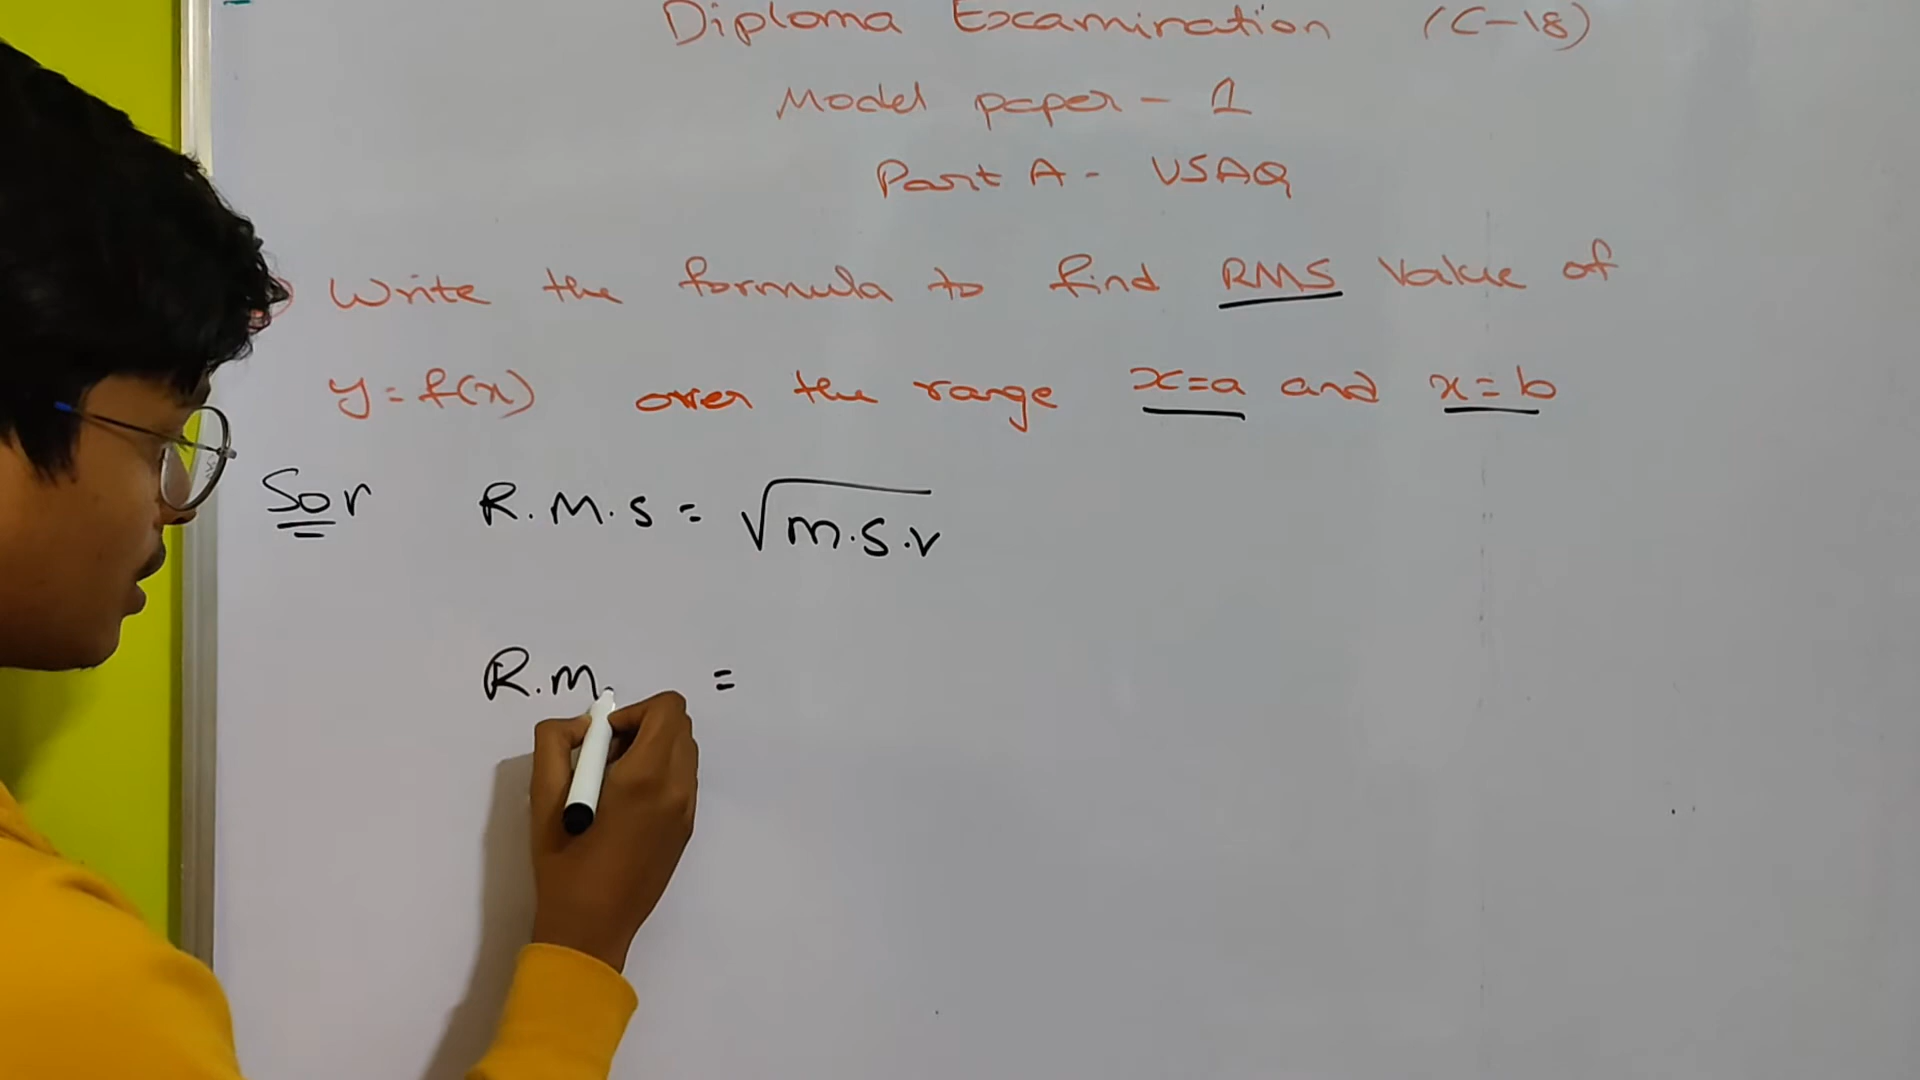 Diploma Examination (C-18)
Model paper - 1
Part A - VSAQ
Write the formula to find RMS Value of
y = f(x) over the range x=a and x=b
Sol R.M.S = √m.s.v
R.M. =